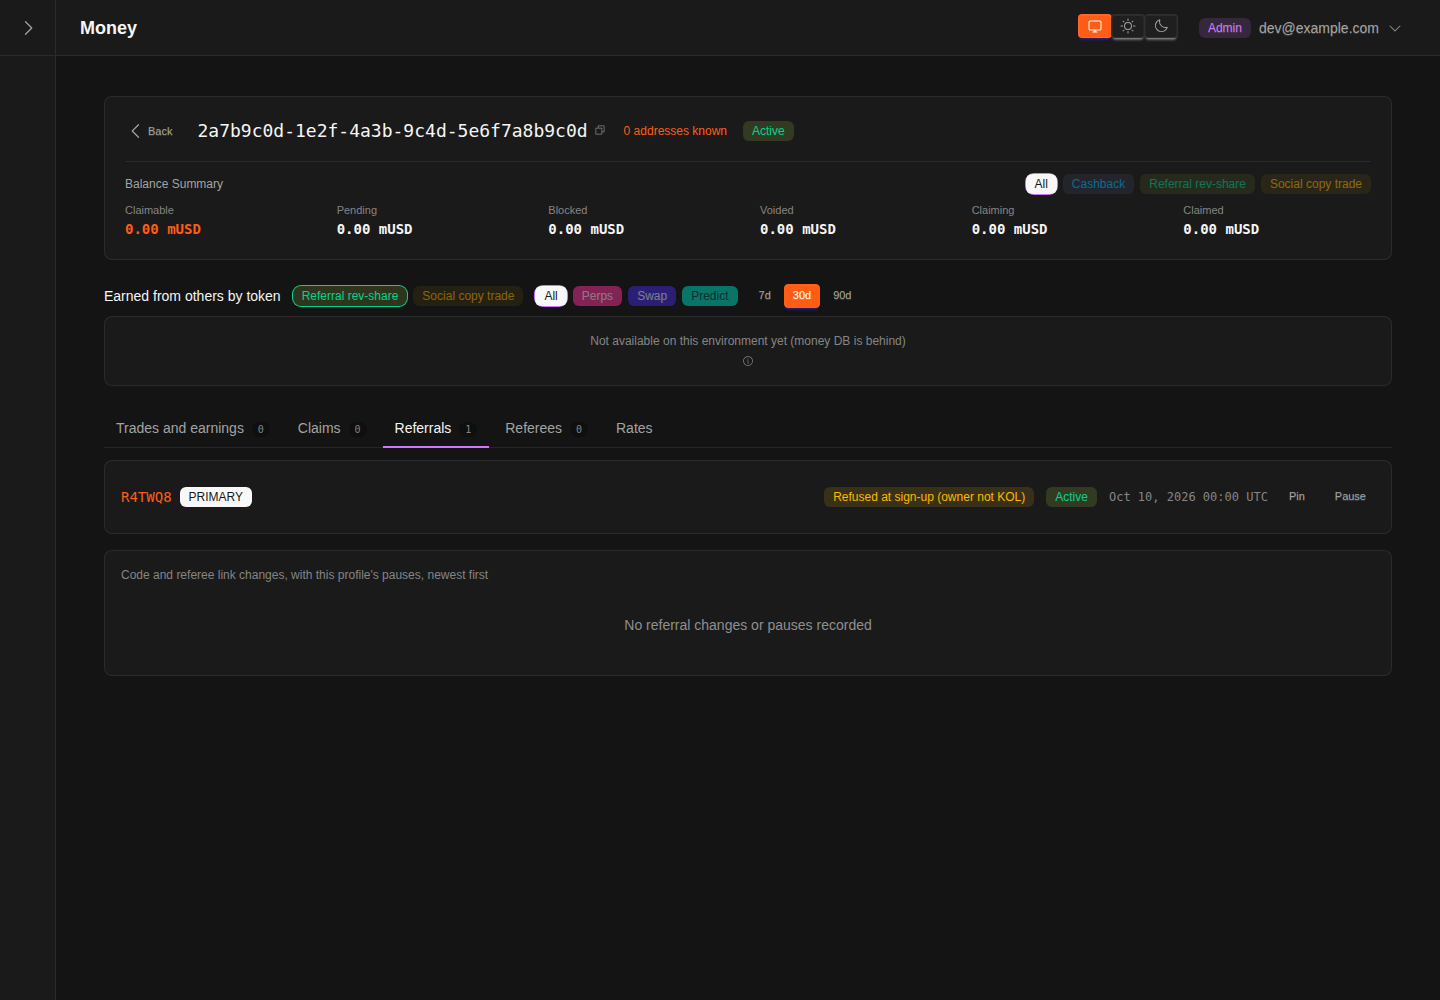 Money
Admin dev@example.com
Back 2a7b9c0d-1e2f-4a3b-9c4d-5e6f7a8b9c0d 0 addresses known Active
Balance Summary All Cashback Referral rev-share Social copy trade
Claimable Pending Blocked Voided Claiming Claimed
0.00 mUSD 0.00 mUSD 0.00 mUSD 0.00 mUSD 0.00 mUSD 0.00 mUSD
Earned from others by token Referral rev-share Social copy trade All Perps Swap Predict 7d 30d 90d
Not available on this environment yet (money DB is behind)
Trades and earnings 0 Claims 0 Referrals 1 Referees 0 Rates
R4TWQ8 PRIMARY Refused at sign-up (owner not KOL) Active Oct 10, 2026 00:00 UTC Pin Pause
Code and referee link changes, with this profile's pauses, newest first
No referral changes or pauses recorded